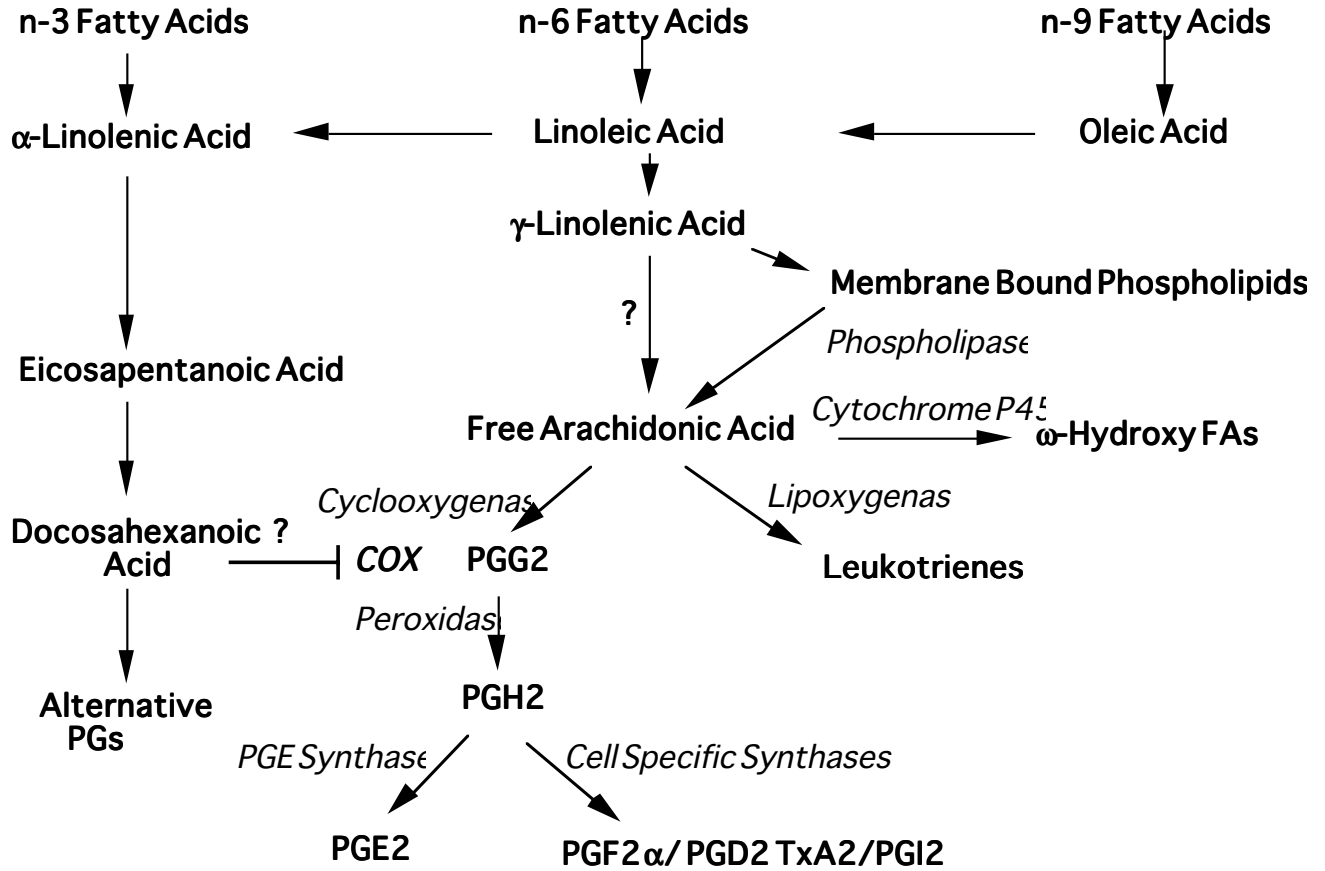 n-3 Fatty Acids
n-6 Fatty Acids
n-9 Fatty Acids
α-Linolenic Acid
Linoleic Acid
Oleic Acid
γ-Linolenic Acid
Membrane Bound Phospholipids
?
Phospholipase
Eicosapentanoic Acid
Cytochrome P45
Free Arachidonic Acid
ω-Hydroxy FAs
Cyclooxygenas
Lipoxygenas
Docosahexanoic ?
Acid
COX
PGG2
Leukotrienes
Peroxidas
PGH2
Alternative
PGs
PGE Synthase
Cell Specific Synthases
PGE2
PGF2α/ PGD2 TxA2/PGI2